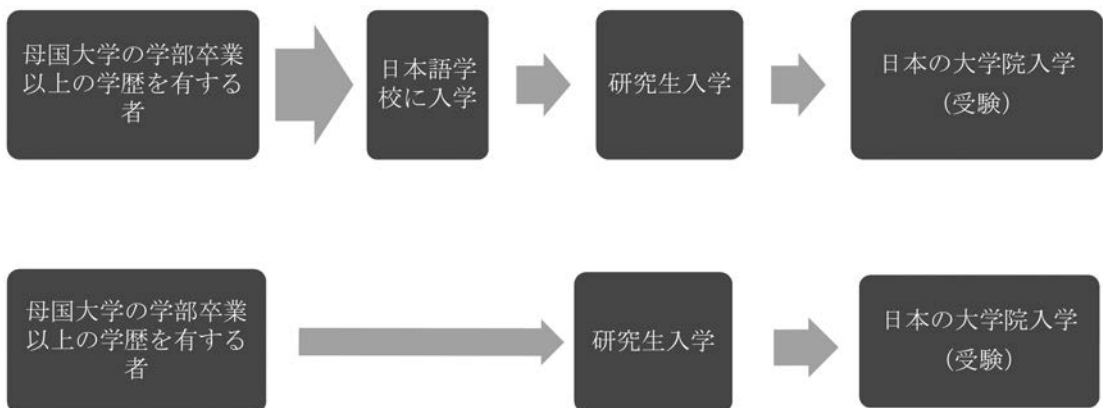 母国大学の学部卒業
以上の学歴を有する
者
日本語学
校に入学
研究生入学
日本の大学院入学
（受験）
母国大学の学部卒業
以上の学歴を有する
者
研究生入学
日本の大学院入学
（受験）